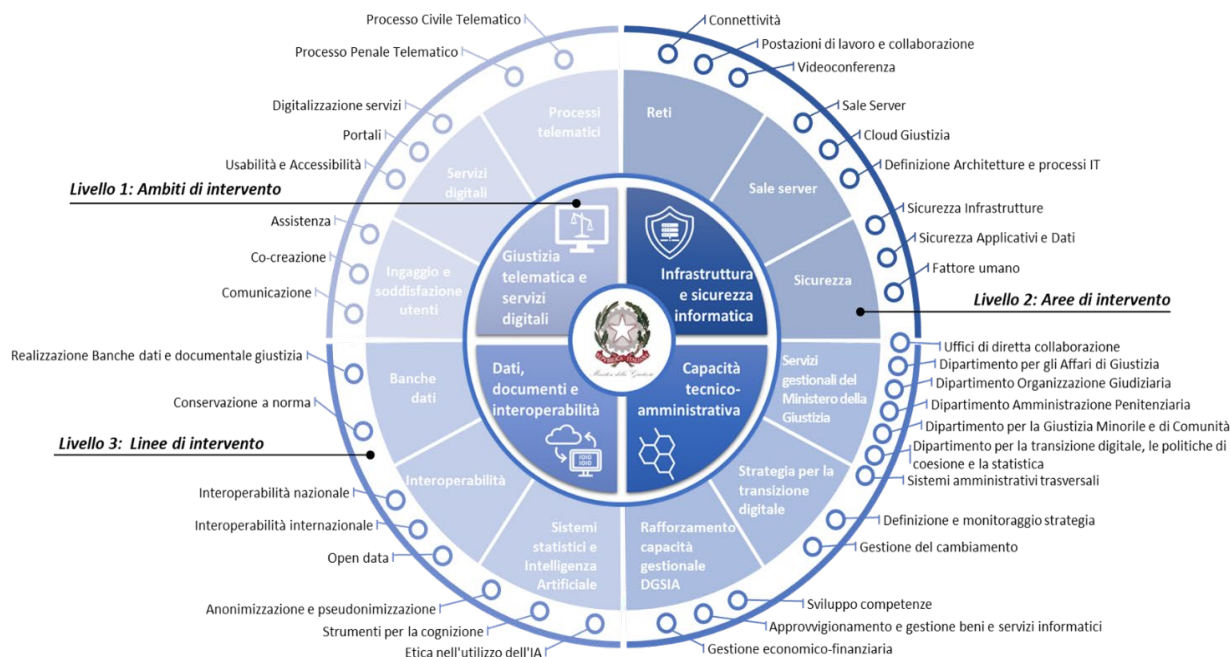 Processo Civile Telematico
Processo Penale Telematico
Digitalizzazione servizi
Portali
Usabilità e Accessibilità
Livello 1: Ambiti di intervento
Assistenza
Co-creazione
Comunicazione
Realizzazione Banche dati e documentale giustizia
Conservazione a norma
Livello 3: Linee di intervento
Interoperabilità nazionale
Interoperabilità internazionale
Open data
Anonimizzazione e pseudonimizzazione
Strumenti per la cognizione
Etica nell'utilizzo dell'IA
Connettività
Postazioni di lavoro e collaborazione
Videoconferenza
Sale Server
Cloud Giustizia
Definizione Architetture e processi IT
Sicurezza Infrastrutture
Sicurezza Applicativi e Dati
Fattore umano
Livello 2: Aree di intervento
Uffici di diretta collaborazione
Dipartimento per gli Affari di Giustizia
Dipartimento Organizzazione Giudiziaria
Dipartimento Amministrazione Penitenziaria
Dipartimento per la Giustizia Minorile e di Comunità
Dipartimento per la transizione digitale, le politiche di
coesione e la statistica
Sistemi amministrativi trasversali
Definizione e monitoraggio strategia
Gestione del cambiamento
Sviluppo competenze
Approvvigionamento e gestione beni e servizi informatici
Gestione economico-finanziaria
Processi
telematici
Servizi
digitali
Ingaggio e
soddisfazione
utenti
Banche
dati
Interoperabilità
Sistemi
statistici e
Intelligenza
Artificiale
Reti
Sale server
Sicurezza
Servizi
gestionali del
Ministero della
Giustizia
Strategia per la
transizione
digitale
Rafforzamento
capacità
gestionale
DGSIA
Giustizia
telematica e
servizi
digitali
Infrastruttura
e sicurezza
informatica
Dati,
documenti e
interoperabilità
Capacità
tecnico-
amministrativa
Ministero della Giustizia